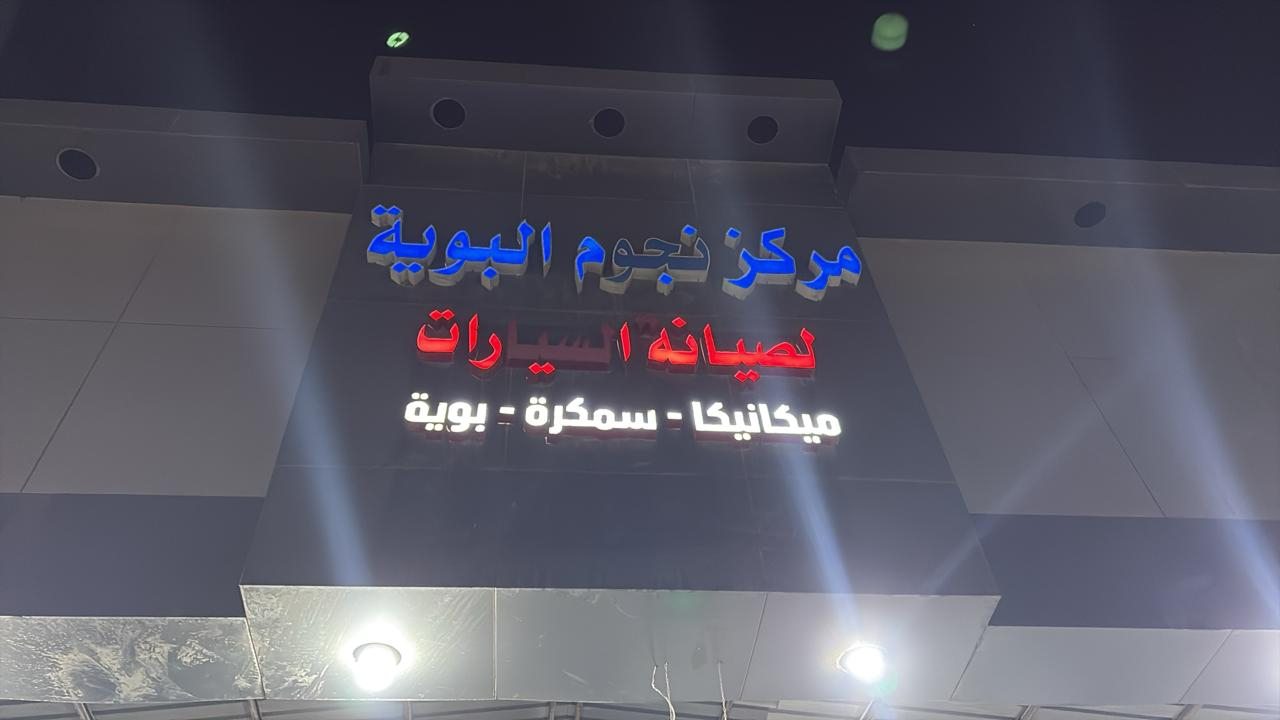 مركز نجوم البوية
لصيانه السيارات
ميكانيكا - سمكرة - بوية